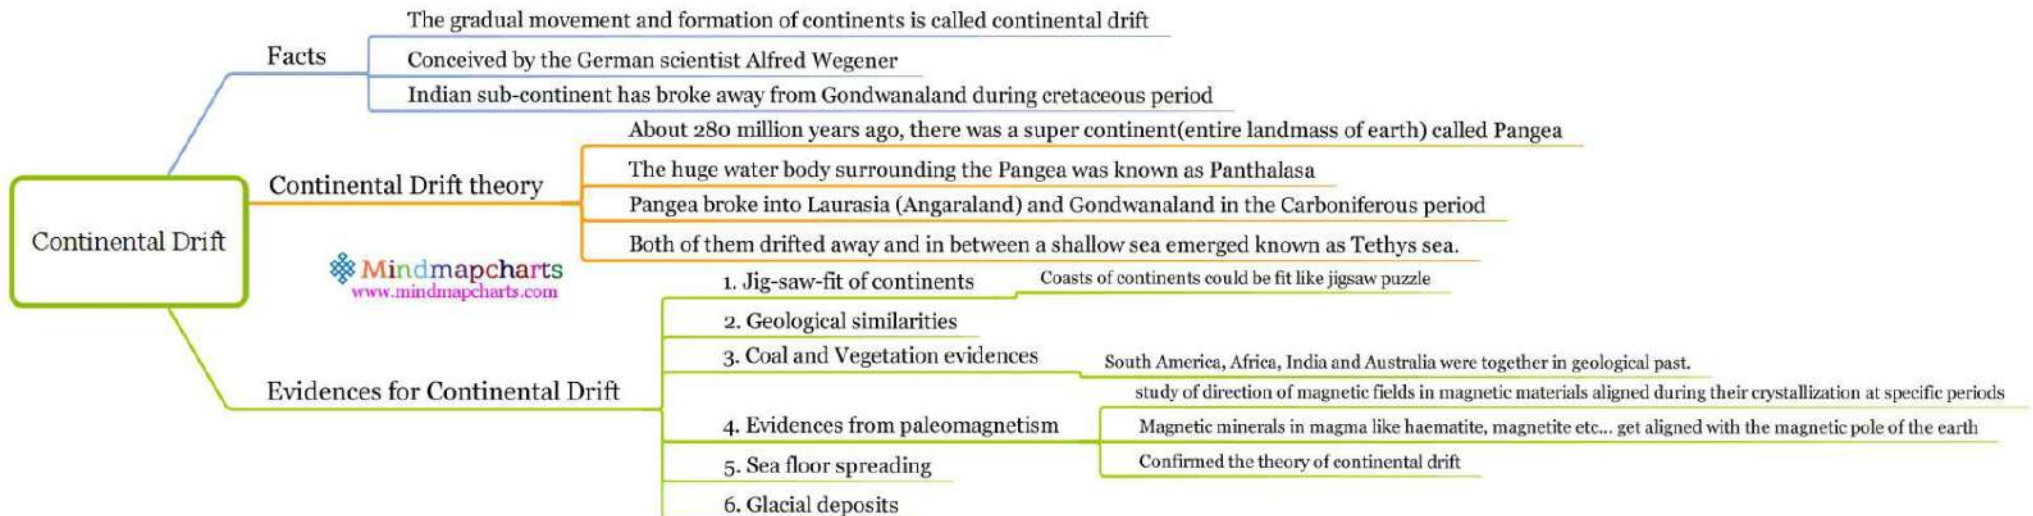 The gradual movement and formation of continents is called continental drift
Facts
Conceived by the German scientist Alfred Wegener
Indian sub-continent has broke away from Gondwanaland during cretaceous period
About 280 million years ago, there was a super continent(entire landmass of earth) called Pangea
The huge water body surrounding the Pangea was known as Panthalasa
Continental Drift theory
Pangea broke into Laurasia (Angaraland) and Gondwanaland in the Carboniferous period
Both of them drifted away and in between a shallow sea emerged known as Tethys sea.
Continental Drift
Mindmapcharts
www.mindmapcharts.com
1. Jig-saw-fit of continents
Coasts of continents could be fit like jigsaw puzzle
2. Geological similarities
3. Coal and Vegetation evidences
South America, Africa, India and Australia were together in geological past.
Evidences for Continental Drift
study of direction of magnetic fields in magnetic materials aligned during their crystallization at specific periods
4. Evidences from paleomagnetism
Magnetic minerals in magma like haematite, magnetite etc... get aligned with the magnetic pole of the earth
Confirmed the theory of continental drift
5. Sea floor spreading
6. Glacial deposits